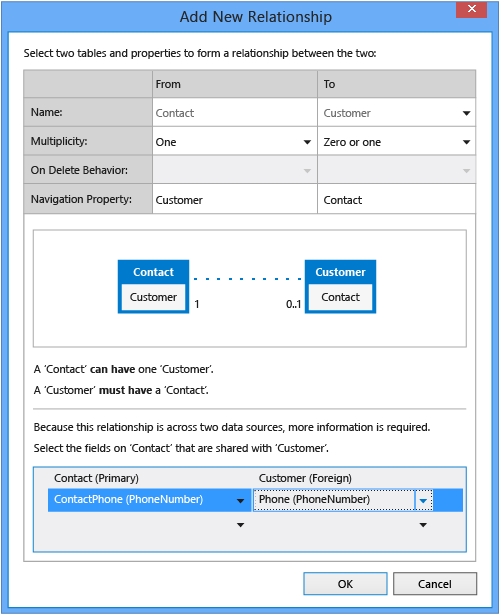 Add New Relationship
Select two tables and properties to form a relationship between the two:
From To
Name: Contact Customer
Multiplicity: One Zero or one
On Delete Behavior:
Navigation Property: Customer Contact
Contact Customer
Customer Contact
1 0..1
A ‘Contact’ can have one ‘Customer’.
A ‘Customer’ must have a ‘Contact’.
Because this relationship is across two data sources, more information is required.
Select the fields on ‘Contact’ that are shared with ‘Customer’.
Contact (Primary) Customer (Foreign)
ContactPhone (PhoneNumber) Phone (PhoneNumber)
OK Cancel